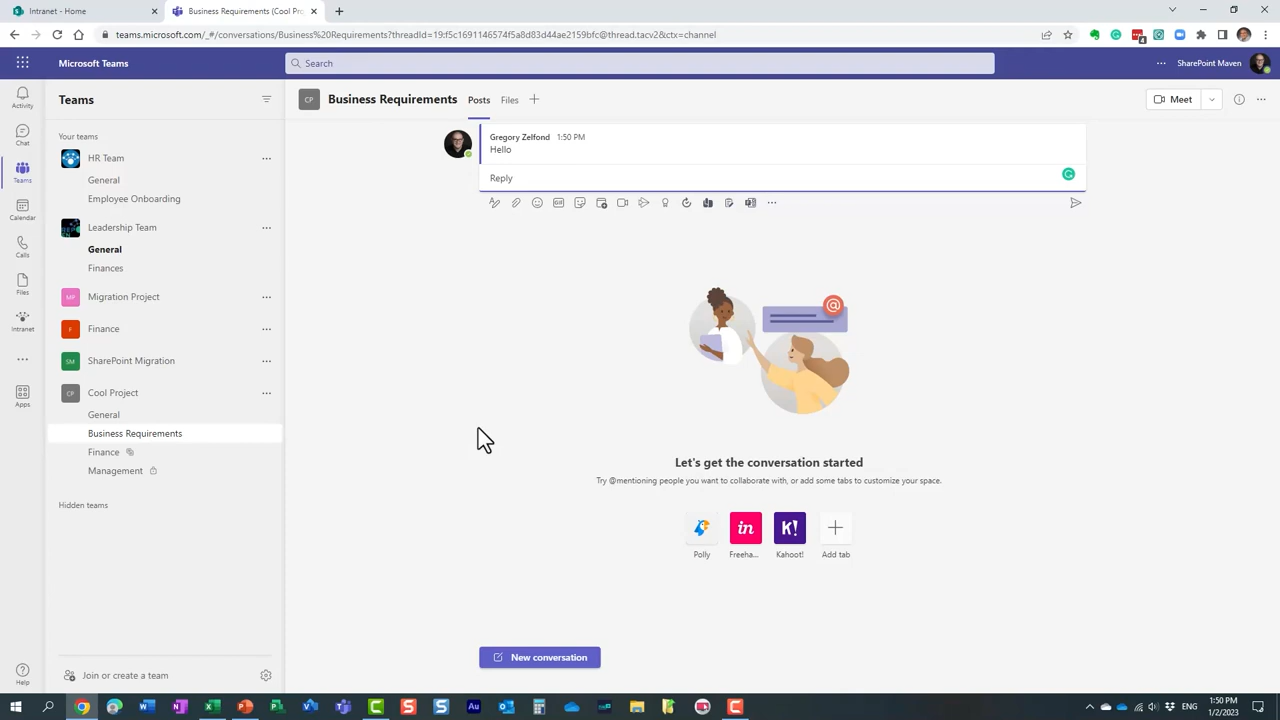 Intranet - Home
Business Requirements (Cool Pro
teams.microsoft.com/_#/conversations/Business%20Requirements?threadId=19:f5c1691146574f5a8d83d44ae2159bfc@thread.tacv2&ctx=channel
Microsoft Teams
Search
SharePoint Maven
Activity
Chat
Teams
Calendar
Calls
Files
Intranet
Apps
Help
Teams
Your teams
HR Team
General
Employee Onboarding
Leadership Team
General
Finances
MP Migration Project
F Finance
SM SharePoint Migration
CP Cool Project
General
Business Requirements
Finance
Management
Hidden teams
Join or create a team
CP Business Requirements Posts Files
Meet
Gregory Zelfond 1:50 PM
Hello
Reply
Let's get the conversation started
Try @mentioning people you want to collaborate with, or add some tabs to customize your space.
in K!
Polly Freeha... Kahoot! Add tab
New conversation
ENG
1:50 PM
1/2/2023